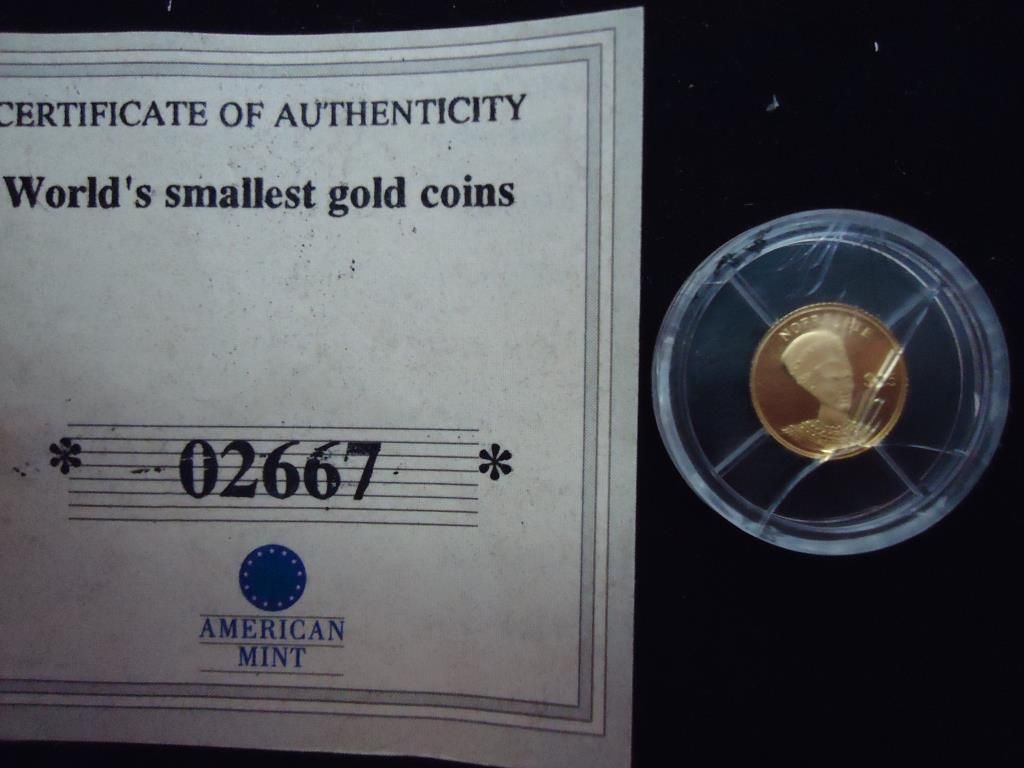 CERTIFICATE OF AUTHENTICITY
World's smallest gold coins
* 02667 *
AMERICAN
MINT